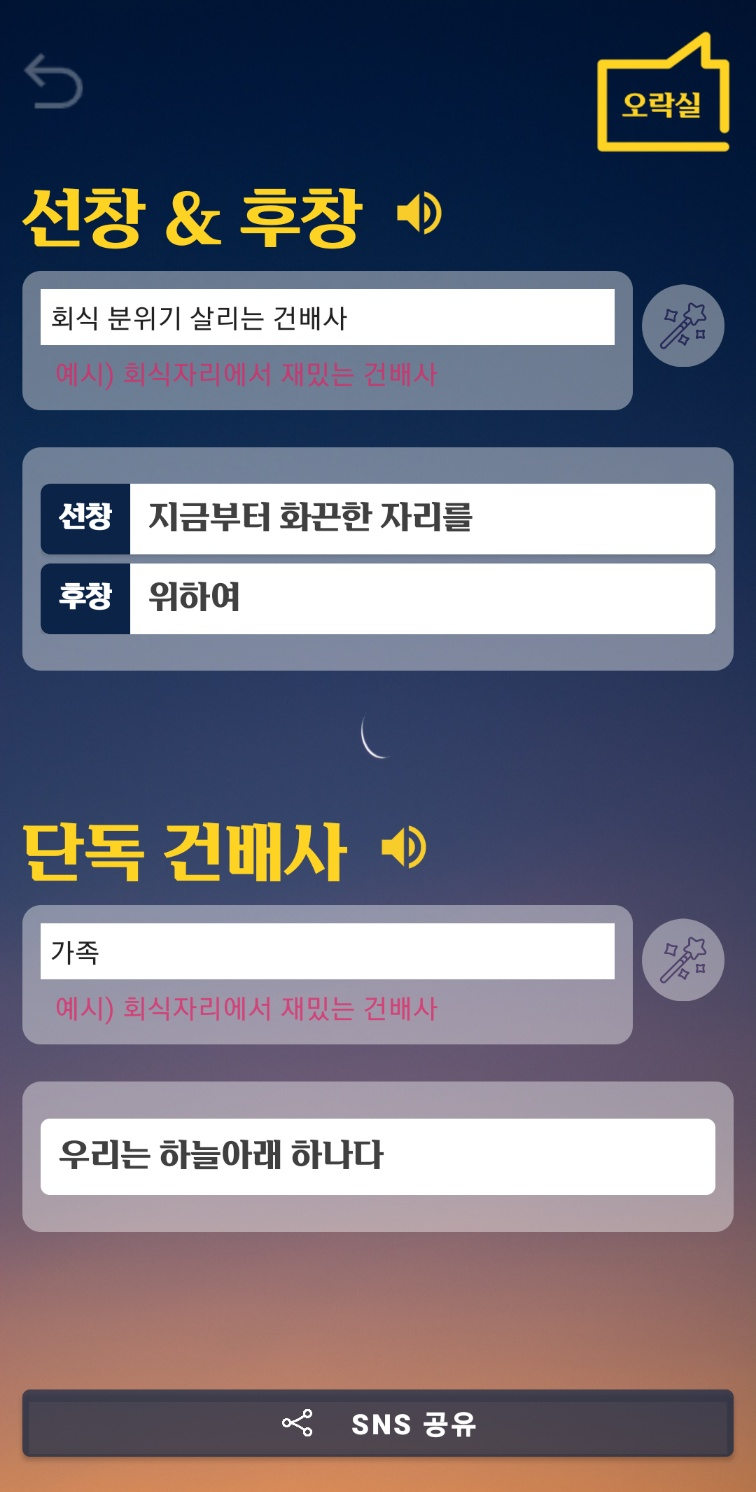 오락실
선창 & 후창
회식 분위기 살리는 건배사
예시) 회식자리에서 재밌는 건배사
선창 지금부터 화끈한 자리를
후창 위하여
단독 건배사
가족
예시) 회식자리에서 재밌는 건배사
우리는 하늘아래 하나다
SNS 공유